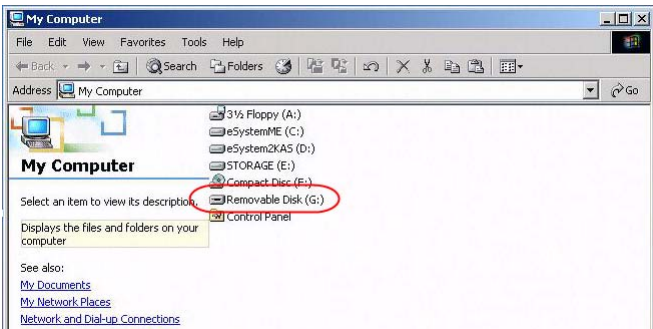 My Computer
File Edit View Favorites Tools Help
Back Search Folders
Address My Computer Go
3½ Floppy (A:)
eSystemME (C:)
eSystem2KAS (D:)
STORAGE (E:)
Compact Disc (F:)
Removable Disk (G:)
Control Panel
My Computer
Select an item to view its description.
Displays the files and folders on your
computer
See also:
My Documents
My Network Places
Network and Dial-up Connections